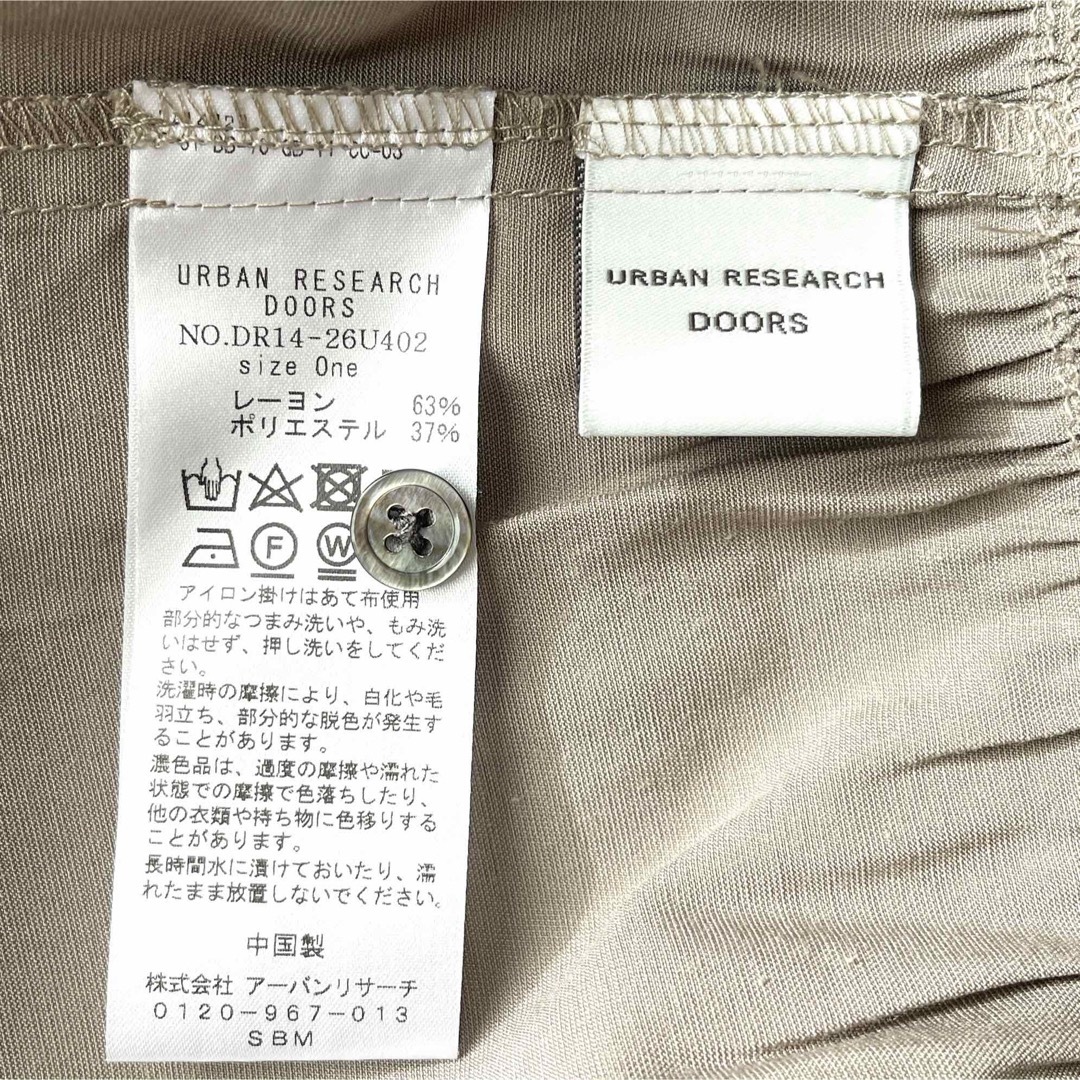 URBAN RESEARCH
DOORS
NO.DR14-26U402
size One
レーヨン 63%
ポリエステル 37%
F
W
アイロン掛けはあて布使用
部分的なつまみ洗いや、もみ洗
いはせず、押し洗いをしてくだ
さい。
洗濯時の摩擦により、白化や毛
羽立ち、部分的な脱色が発生す
ることがあります。
濃色品は、過度の摩擦や濡れた
状態での摩擦で色落ちしたり、
他の衣類や持ち物に色移りする
ことがあります。
長時間水に漬けておいたり、濡
れたまま放置しないでください。
中国製
株式会社 アーバンリサーチ
0120-967-013
SBM
URBAN RESEARCH
DOORS